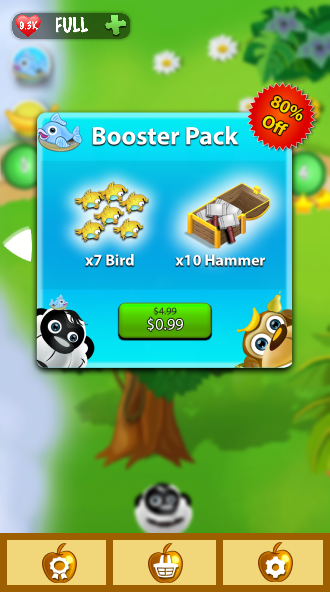 9.3K FULL
80%
Off
Booster Pack
x7 Bird x10 Hammer
$4.99
$0.99